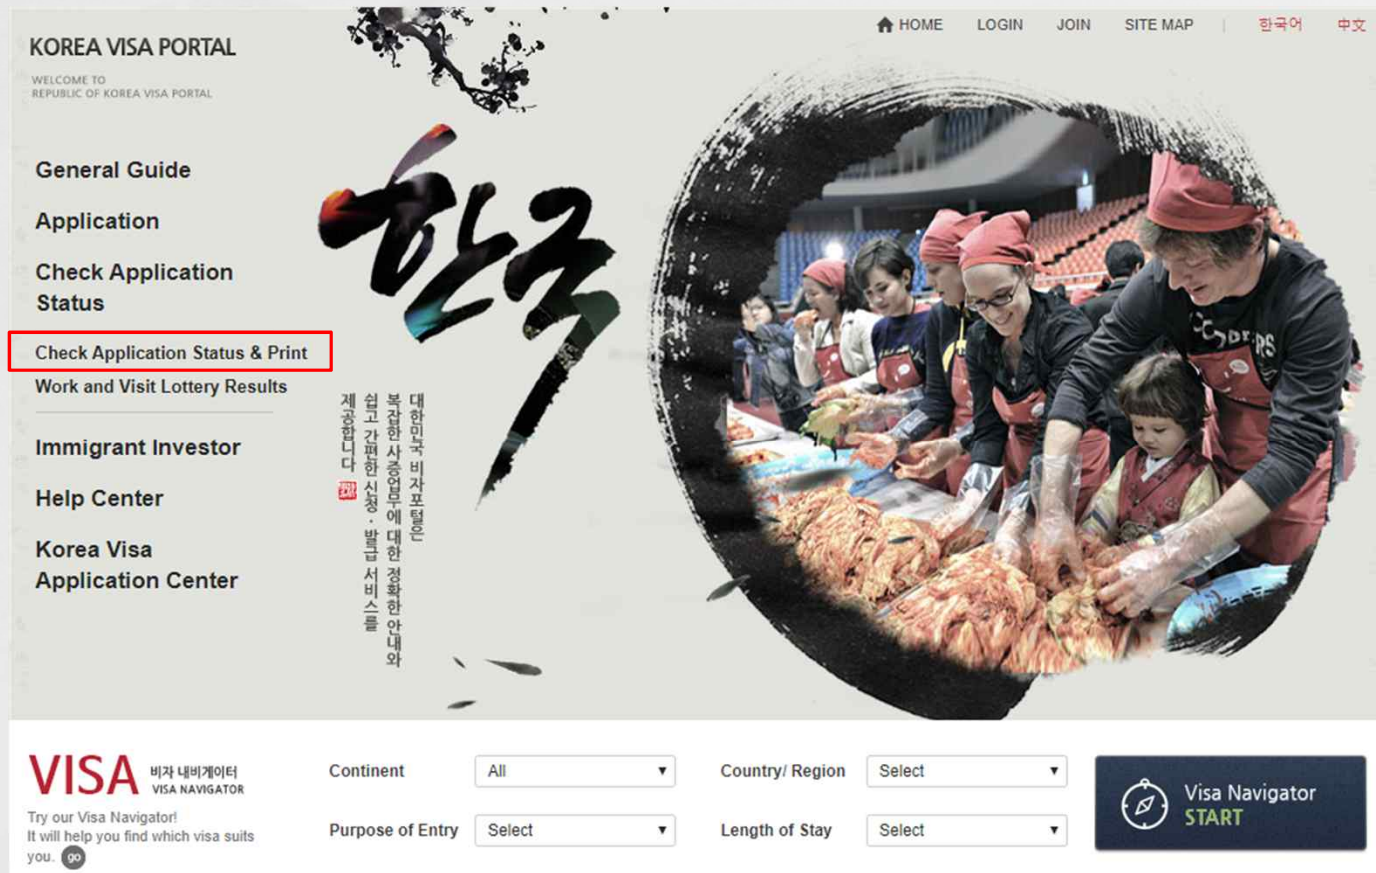 HOME LOGIN JOIN SITE MAP | 한국어 中文
KOREA VISA PORTAL
WELCOME TO
REPUBLIC OF KOREA VISA PORTAL
General Guide
Application
Check Application
Status
Check Application Status & Print
Work and Visit Lottery Results
Immigrant Investor
Help Center
Korea Visa
Application Center
한국
대한민국 비자포털은
복잡한 사증업무에 대한 정확한 안내와
쉽고 간편한 신청·발급 서비스를
제공합니다
VISA 비자 내비게이터
VISA NAVIGATOR
Try our Visa Navigator!
It will help you find which visa suits
you. go
Continent All
Country/ Region Select
Purpose of Entry Select
Length of Stay Select
Visa Navigator
START